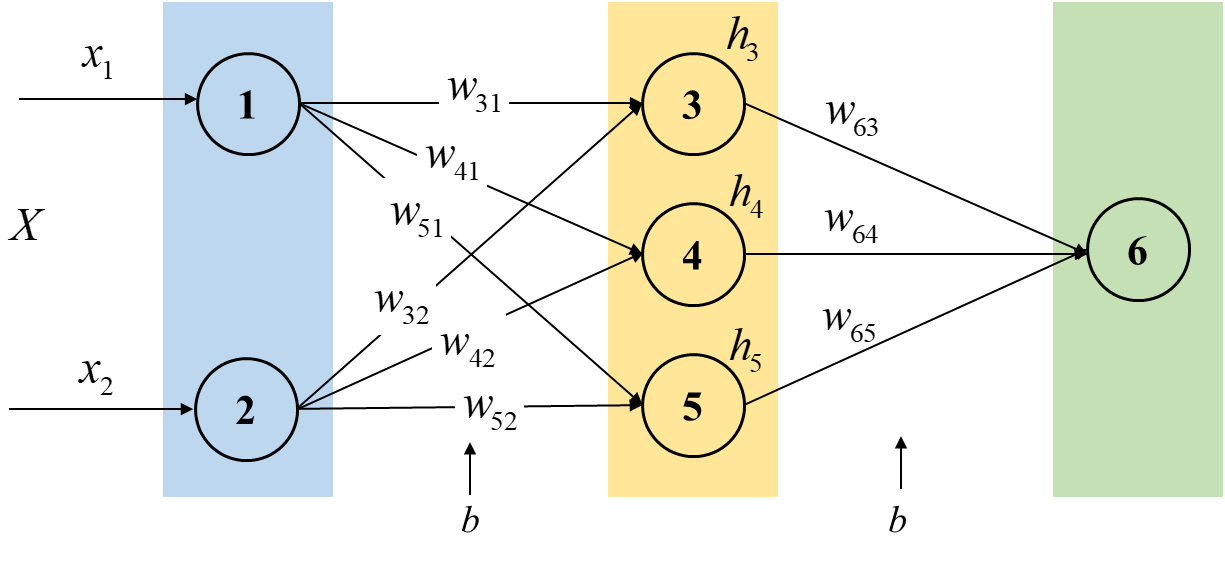 x₁
X
x₂
1
2
w₃₁
w₄₁
w₅₁
w₃₂
w₄₂
w₅₂
b
h₃
3
h₄
4
h₅
5
w₆₃
w₆₄
w₆₅
b
6